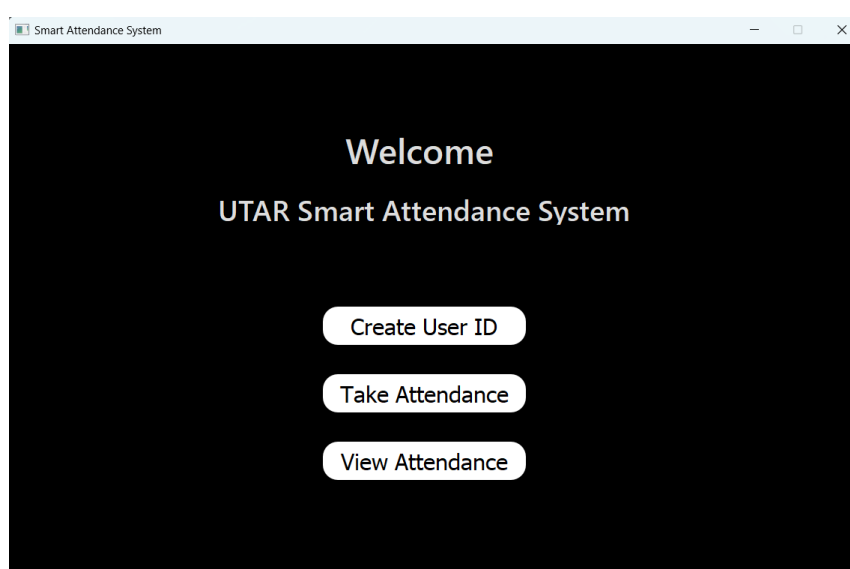 Smart Attendance System
Welcome
UTAR Smart Attendance System
Create User ID
Take Attendance
View Attendance